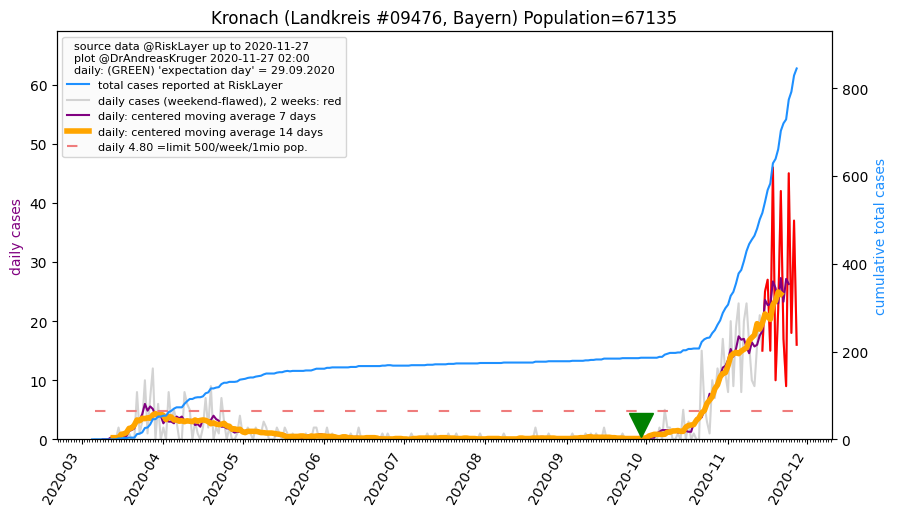 Kronach (Landkreis #09476, Bayern) Population=67135
source data @RiskLayer up to 2020-11-27
plot @DrAndreasKruger 2020-11-27 02:00
daily: (GREEN) 'expectation day' = 29.09.2020
total cases reported at RiskLayer
daily cases (weekend-flawed), 2 weeks: red
daily: centered moving average 7 days
daily: centered moving average 14 days
daily 4.80 =limit 500/week/1mio pop.
daily cases
60
50
40
30
20
10
0
cumulative total cases
800
600
400
200
0
2020-03
2020-04
2020-05
2020-06
2020-07
2020-08
2020-09
2020-10
2020-11
2020-12